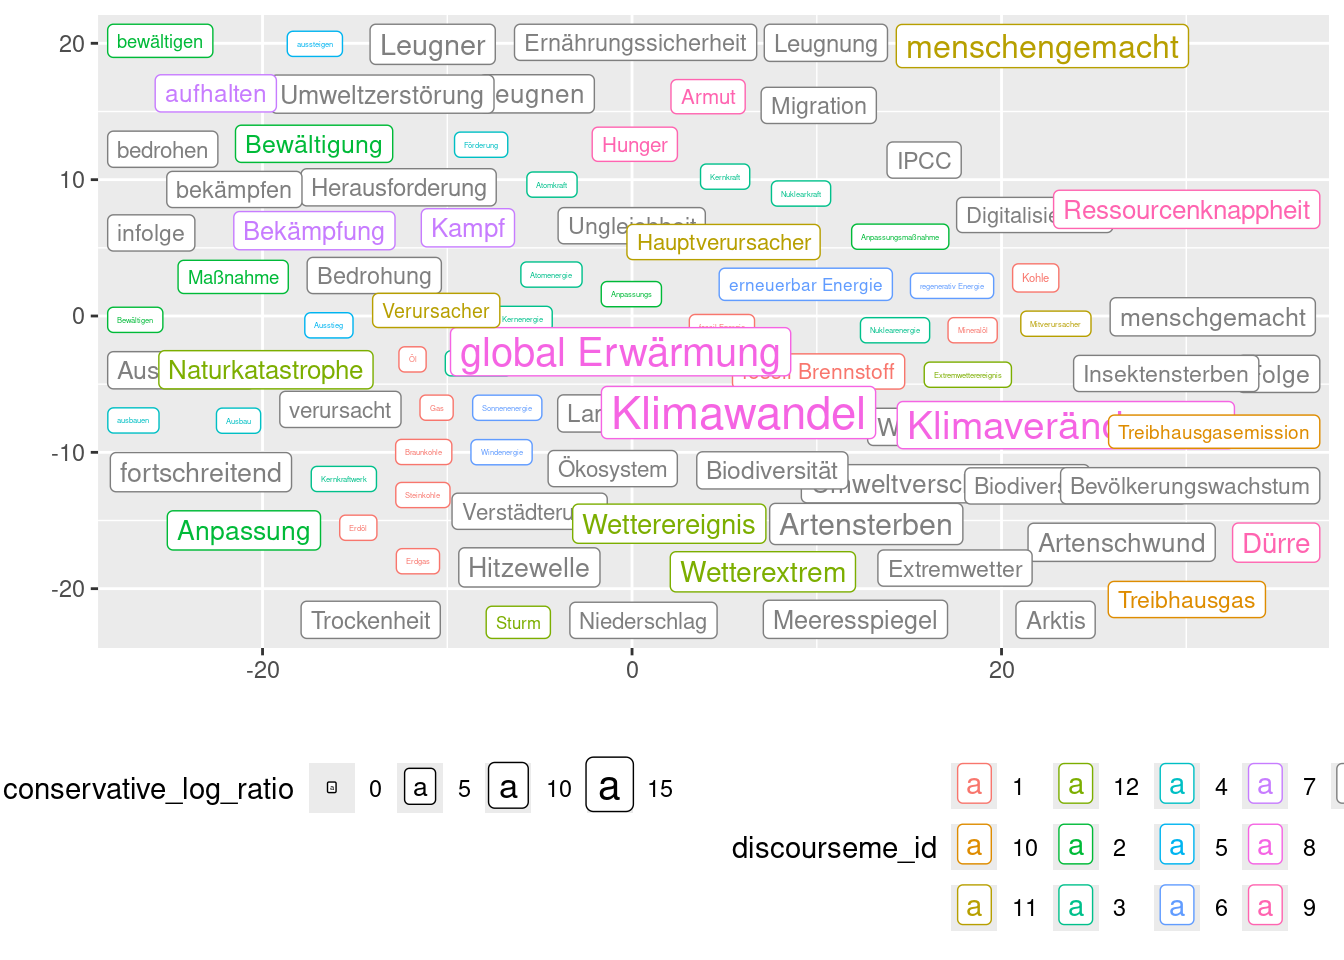 20
bewältigen
aussteigen
Leugner
Ernährungssicherheit
Leugnung
menschengemacht
aufhalten
Umweltzerstörung
eugnen
Armut
Migration
bedrohen
Bewältigung
Förderung
Hunger
IPCC
10
bekämpfen
Herausforderung
Atomkraft
Kernkraft
Nuklearkraft
Digitalisie
Ressourcenknappheit
infolge
Bekämpfung
Kampf
Hauptverursacher
Anpassungsmaßnahme
Maßnahme
Bedrohung
Atomenergie
Anpassungs
erneuerbar Energie
regenerativ Energie
Kohle
0
Bewältigen
Ausstieg
Verursacher
Kernenergie
Nuklearenergie
Mineralöl
Mitverursacher
menschgemacht
Aus
Naturkatastrophe
Öl
global Erwärmung
Brennstoff
Extremwetterereignis
Insektensterben
olge
ausbauen
Ausbau
verursacht
Gas
Sonnenenergie
Lar
Klimawandel
Klimaveränd
Treibhausgasemission
-10
fortschreitend
Kernkraftwerk
Braunkohle
Windenergie
Ökosystem
Biodiversität
mweltversc
Biodivers
Bevölkerungswachstum
Steinkohle
Verstädteru
Anpassung
Erdöl
Wetterereignis
Artensterben
Artenschwund
Dürre
Erdgas
Hitzewelle
Wetterextrem
Extremwetter
-20
Treibhausgas
Trockenheit
Sturm
Niederschlag
Meeresspiegel
Arktis
-20 0 20
conservative_log_ratio a 0 a 5 a 10 a 15
discourseme_id
a 1 a 12 a 4 a 7
a 10 a 2 a 5 a 8
a 11 a 3 a 6 a 9